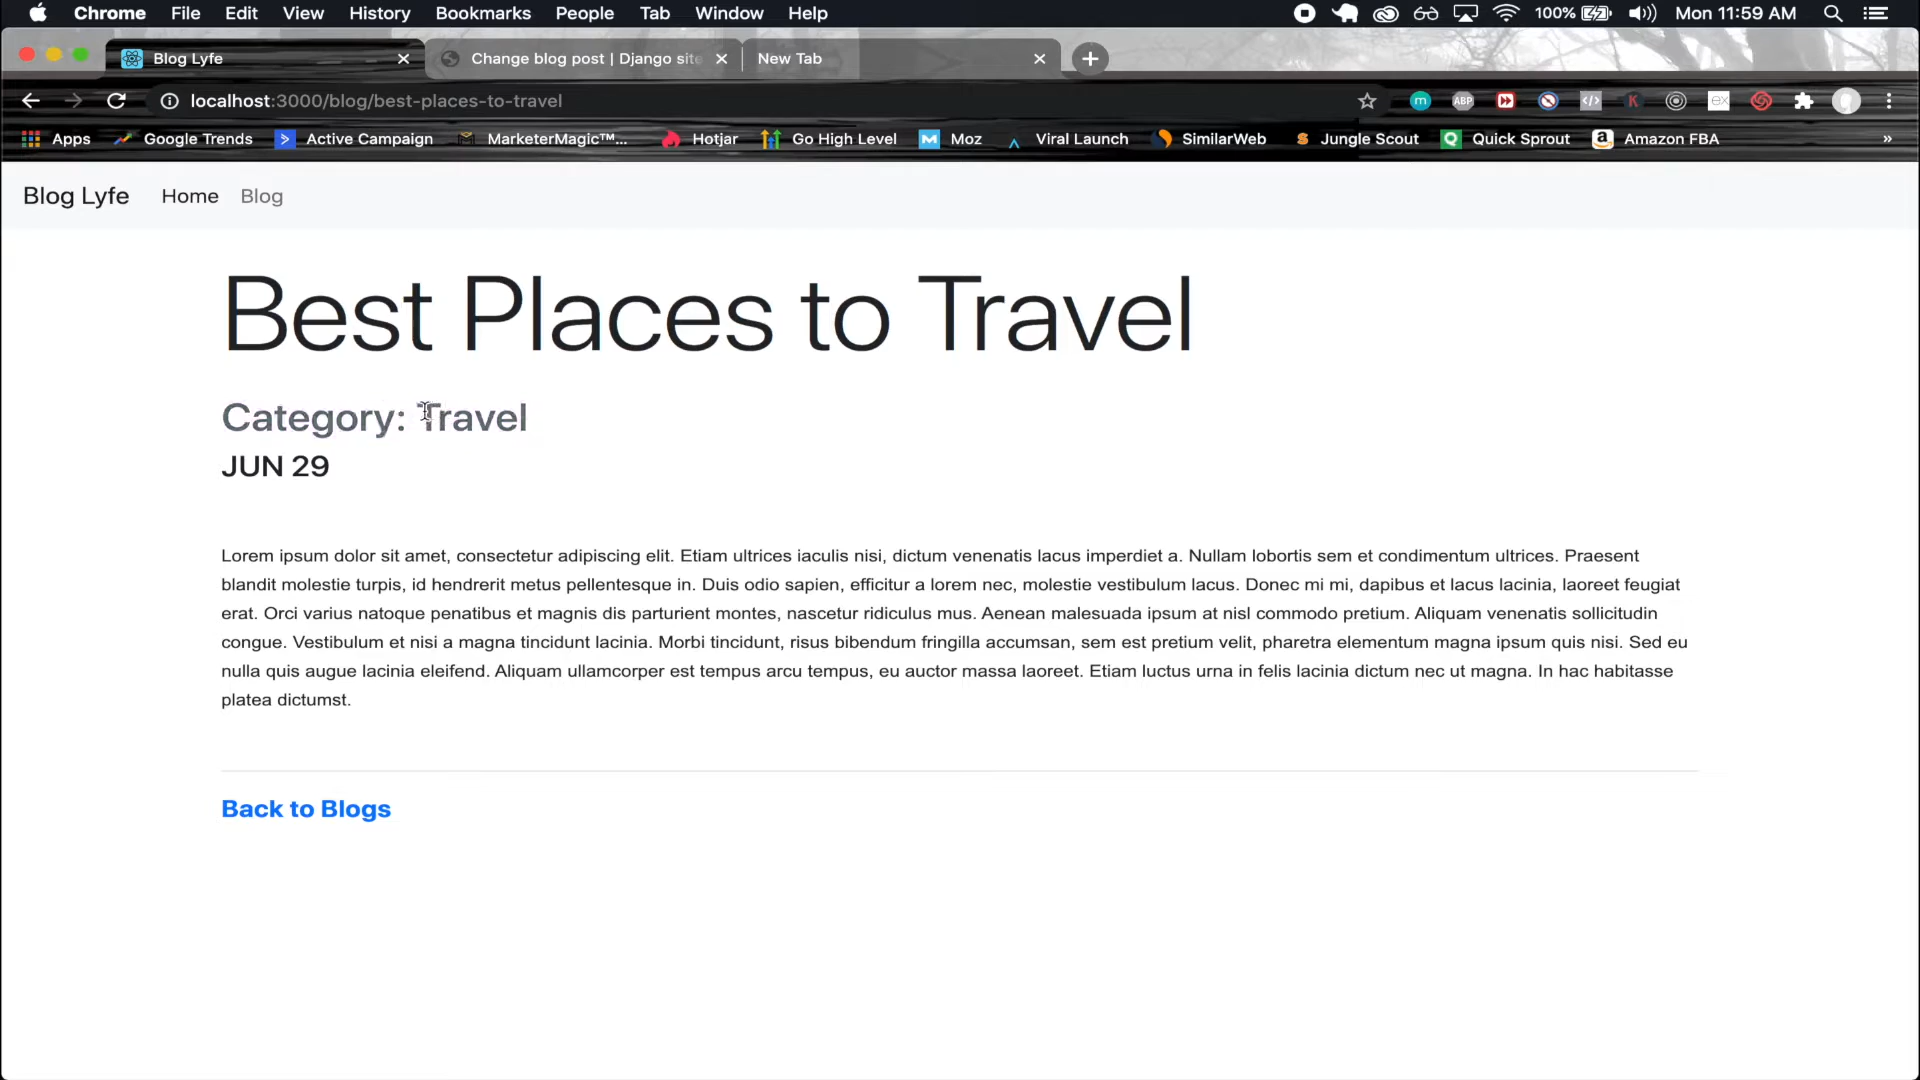 Chrome File Edit View History Bookmarks People Tab Window Help 100% Mon 11:59 AM
Blog Lyfe Change blog post | Django site New Tab
localhost:3000/blog/best-places-to-travel
Apps Google Trends Active Campaign MarketerMagic™... Hotjar Go High Level Moz Viral Launch SimilarWeb Jungle Scout Quick Sprout Amazon FBA »
Blog Lyfe Home Blog
Best Places to Travel
Category: Travel
JUN 29
Lorem ipsum dolor sit amet, consectetur adipiscing elit. Etiam ultrices iaculis nisi, dictum venenatis lacus imperdiet a. Nullam lobortis sem et condimentum ultrices. Praesent
blandit molestie turpis, id hendrerit metus pellentesque in. Duis odio sapien, efficitur a lorem nec, molestie vestibulum lacus. Donec mi mi, dapibus et lacus lacinia, laoreet feugiat
erat. Orci varius natoque penatibus et magnis dis parturient montes, nascetur ridiculus mus. Aenean malesuada ipsum at nisl commodo pretium. Aliquam venenatis sollicitudin
congue. Vestibulum et nisi a magna tincidunt lacinia. Morbi tincidunt, risus bibendum fringilla accumsan, sem est pretium velit, pharetra elementum magna ipsum quis nisi. Sed eu
nulla quis augue lacinia eleifend. Aliquam ullamcorper est tempus arcu tempus, eu auctor massa laoreet. Etiam luctus urna in felis lacinia dictum nec ut magna. In hac habitasse
platea dictumst.
Back to Blogs